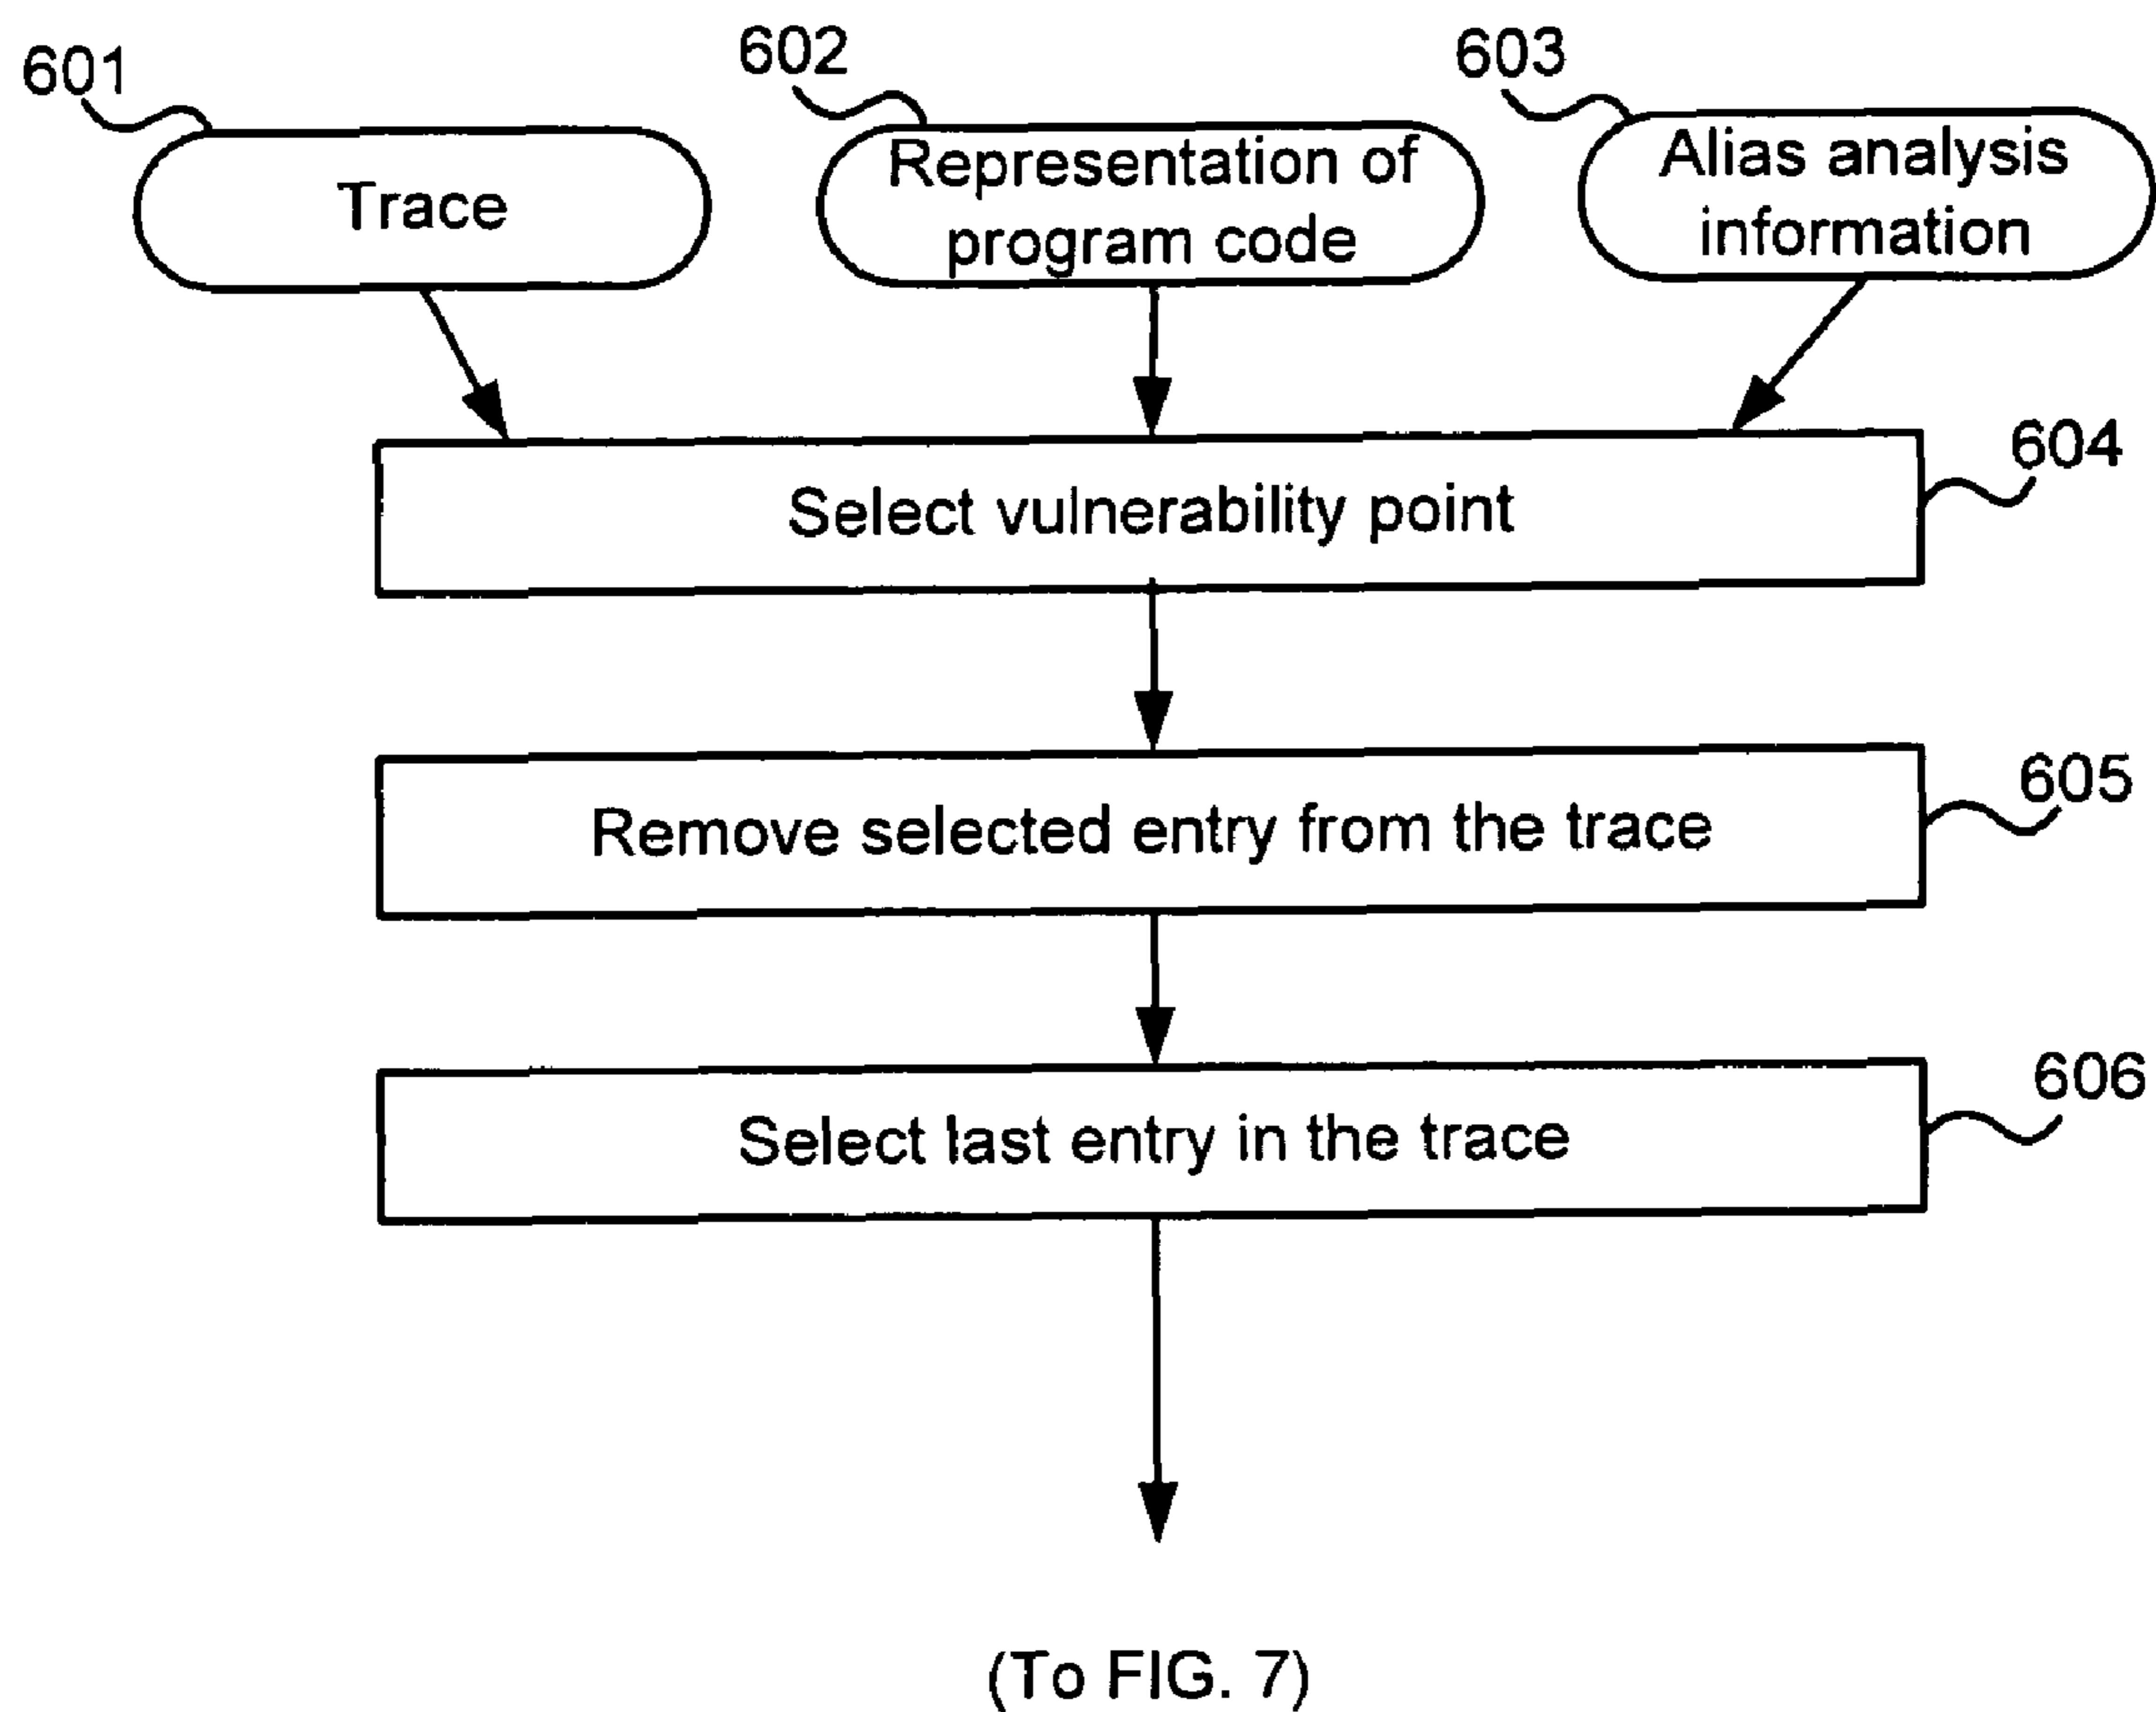 601
602
603
Trace
Representation of
program code
Alias analysis
information
604
Select vulnerability point
605
Remove selected entry from the trace
606
Select last entry in the trace
(To FIG. 7)